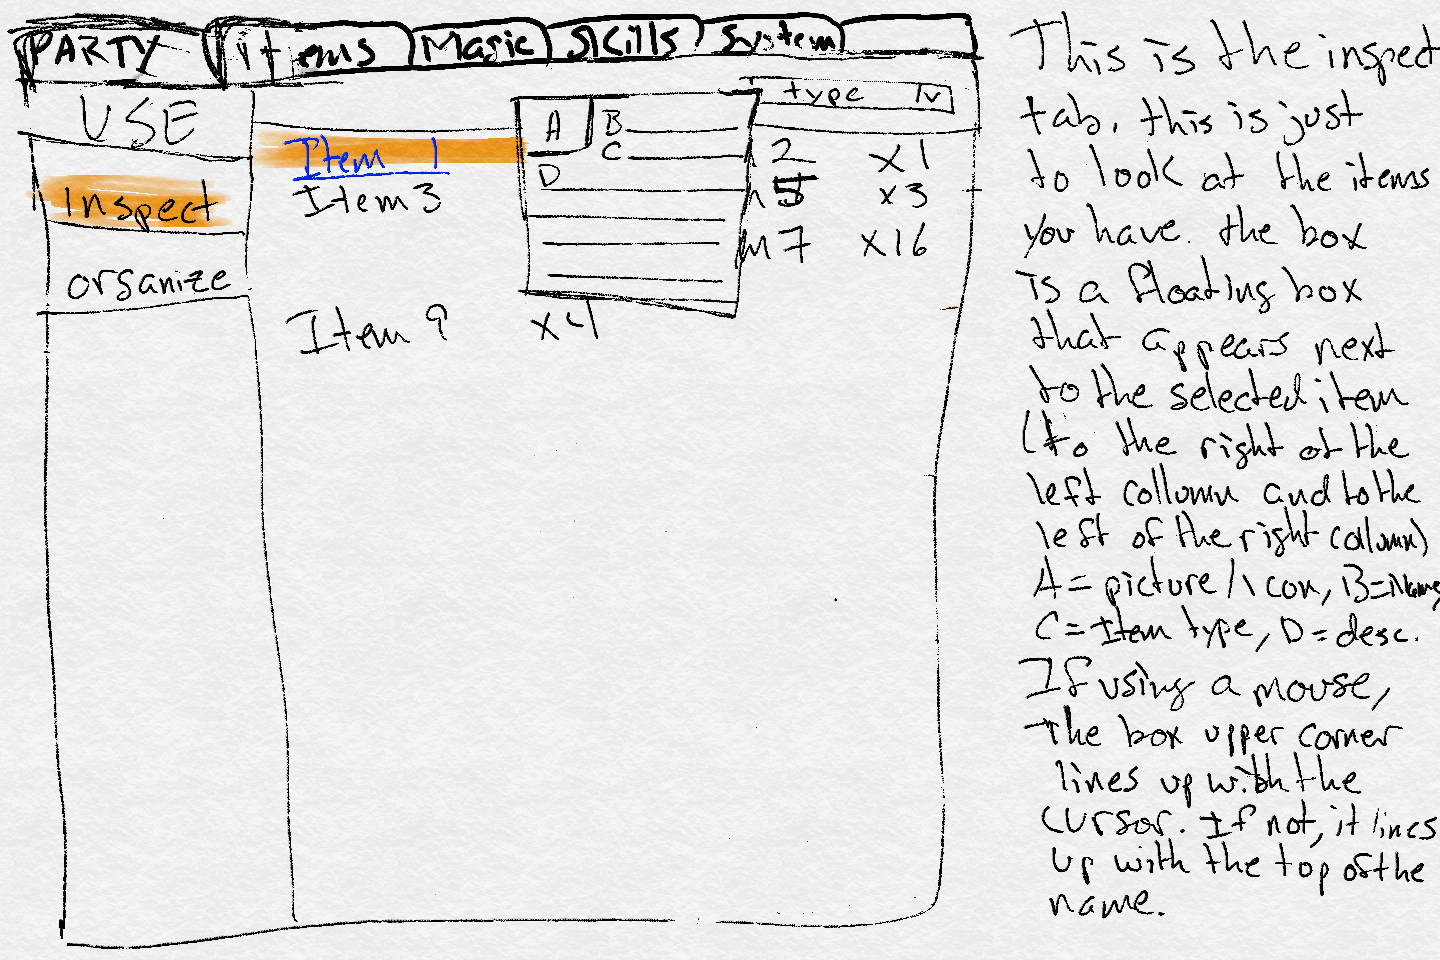 PARTY items Magic Skills System
USE
Inspect
organize
type
Item 1
Item 3
Item 9 x4
A B
C
D
2 x1
5 x3
m 7 x16
This is the inspect
tab. this is just
to look at the items
you have. the box
is a floating box
that appears next
to the selected item
(to the right of the
left collumn and to the
left of the right collumn)
A = picture/icon, B=Name,
C = Item type, D = desc.
If using a mouse,
the box upper corner
lines up with the
cursor. If not, it lines
up with the top of the
name.